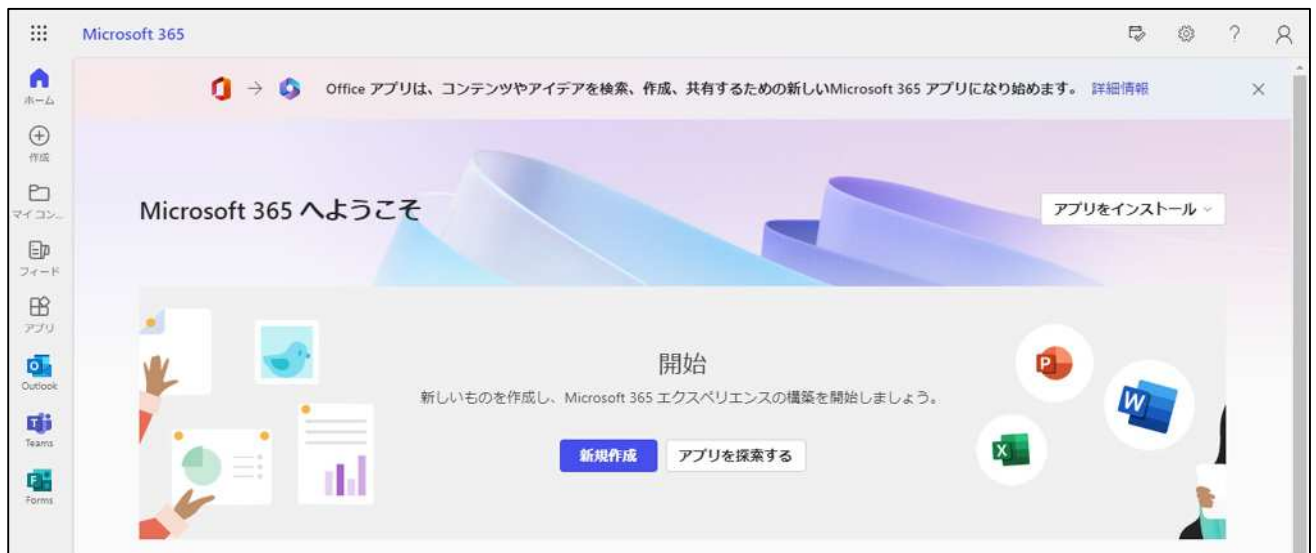 Microsoft 365
?
ホーム
Office アプリは、コンテンツやアイデアを検索、作成、共有するための新しいMicrosoft 365 アプリになり始めます。 詳細情報
作成
マイ コン...
Microsoft 365 へようこそ
アプリをインストール
フィード
アプリ
Outlook
Teams
Forms
開始
新しいものを作成し、Microsoft 365 エクスペリエンスの構築を開始しましょう。
新規作成 アプリを探索する
P
W
X